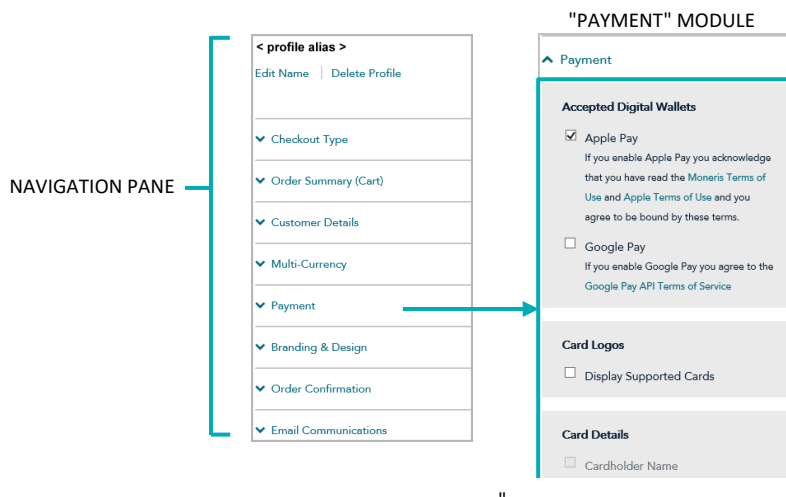 "PAYMENT" MODULE
NAVIGATION PANE
< profile alias >
Edit Name | Delete Profile
Checkout Type
Order Summary (Cart)
Customer Details
Multi-Currency
Payment
Branding & Design
Order Confirmation
Email Communications
Payment
Accepted Digital Wallets
Apple Pay
If you enable Apple Pay you acknowledge
that you have read the Moneris Terms of
Use and Apple Terms of Use and you
agree to be bound by these terms.
Google Pay
If you enable Google Pay you agree to the
Google Pay API Terms of Service
Card Logos
Display Supported Cards
Card Details
Cardholder Name
"